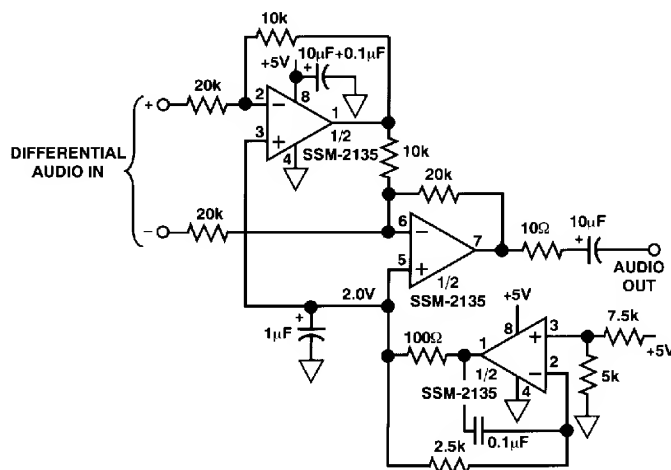 10k
+5V
10µF+0.1µF
+
20k
2
8
1
3
4
1/2
SSM-2135
DIFFERENTIAL
AUDIO IN
+
−
−
+
10k
20k
20k
6
7
5
−
+
1/2
SSM-2135
10Ω
10µF
+
AUDIO
OUT
2.0V
+
1µF
100Ω
+5V
8
1
3
2
4
+
−
1/2
SSM-2135
7.5k
+5V
5k
0.1µF
2.5k